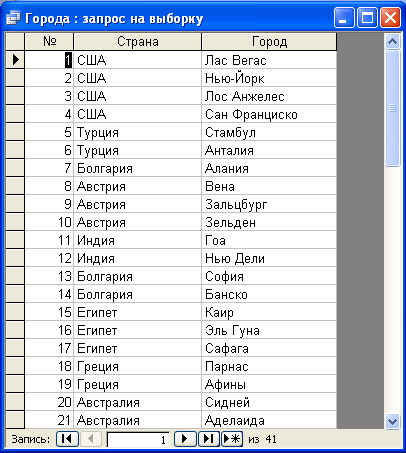 Города : запрос на выборку
№ Страна Город
1 США Лас Вегас
2 США Нью-Йорк
3 США Лос Анжелес
4 США Сан Франциско
5 Турция Стамбул
6 Турция Анталия
7 Болгария Алания
8 Австрия Вена
9 Австрия Зальцбург
10 Австрия Зельден
11 Индия Гоа
12 Индия Нью Дели
13 Болгария София
14 Болгария Банско
15 Египет Каир
16 Египет Эль Гуна
17 Египет Сафага
18 Греция Парнас
19 Греция Афины
20 Австралия Сидней
21 Австралия Аделаида
Запись: 1 из 41